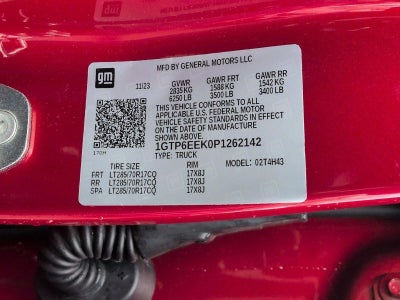 MFD BY GENERAL MOTORS LLC
gm
11/23 GVWR GAWR FRT GAWR RR
2835 KG 1588 KG 1542 KG
6250 LB 3500 LB 3400 LB
THIS VEHICLE CONFORMS TO ALL
APPLICABLE U.S. FEDERAL MOTOR
VEHICLE SAFETY STANDARDS IN EFFECT
ON THE DATE OF MANUFACTURE
SHOWN ABOVE.
1GTP6EEK0P1262142
TYPE: TRUCK
TIRE SIZE RIM MODEL: 02T4H43
FRT LT285/70R17CQ 17X8J
RR LT285/70R17CQ 17X8J
SPA LT285/70R17CQ 17X8J